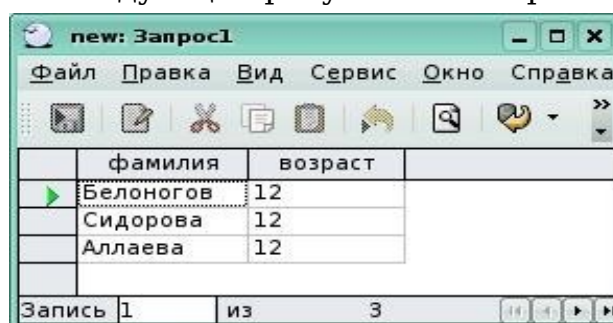 new: Запрос1
Файл Правка Вид Сервис Окно Справка
фамилия возраст
Белоногов 12
Сидорова 12
Аллаева 12
Запись 1 из 3